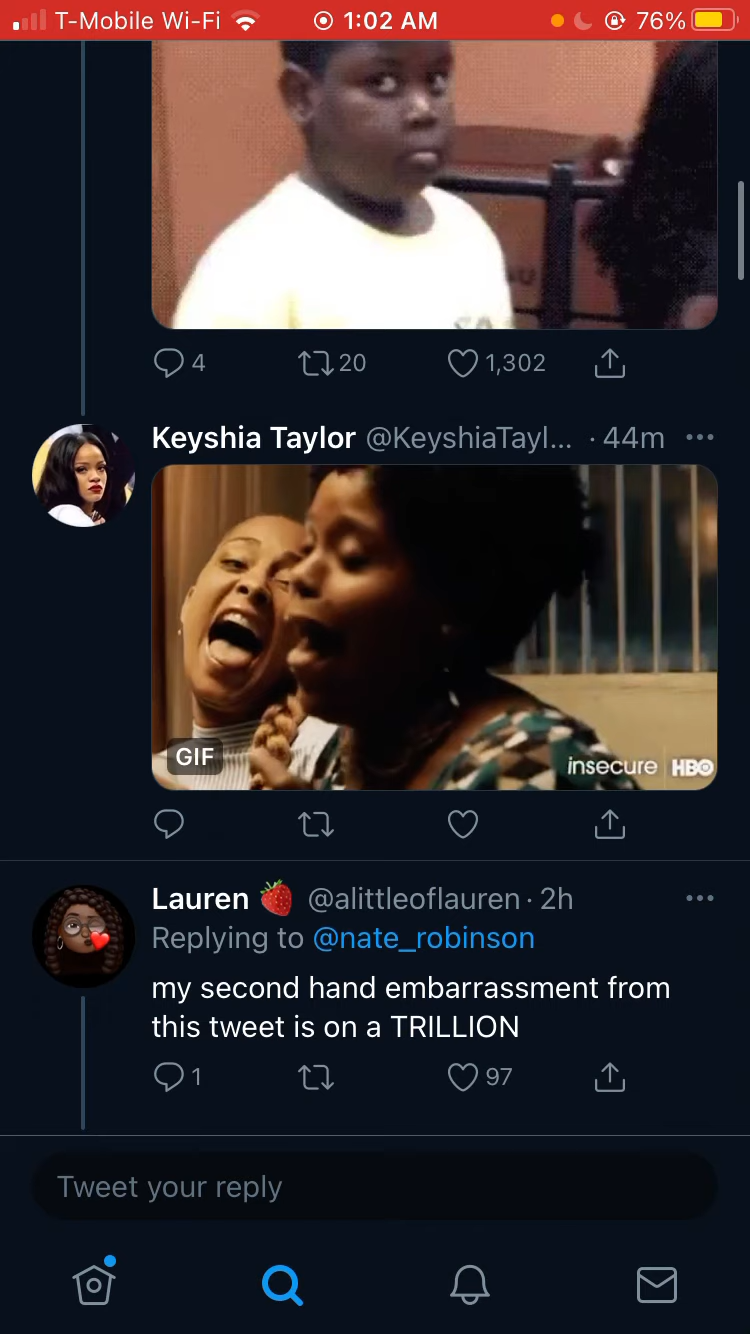 T-Mobile Wi-Fi 1:02 AM 76%
4 20 1,302
Keyshia Taylor @KeyshiaTayl... · 44m
GIF
insecure HBO
Lauren 🍓 @alittleoflauren · 2h
Replying to @nate_robinson
my second hand embarrassment from
this tweet is on a TRILLION
1 97
Tweet your reply